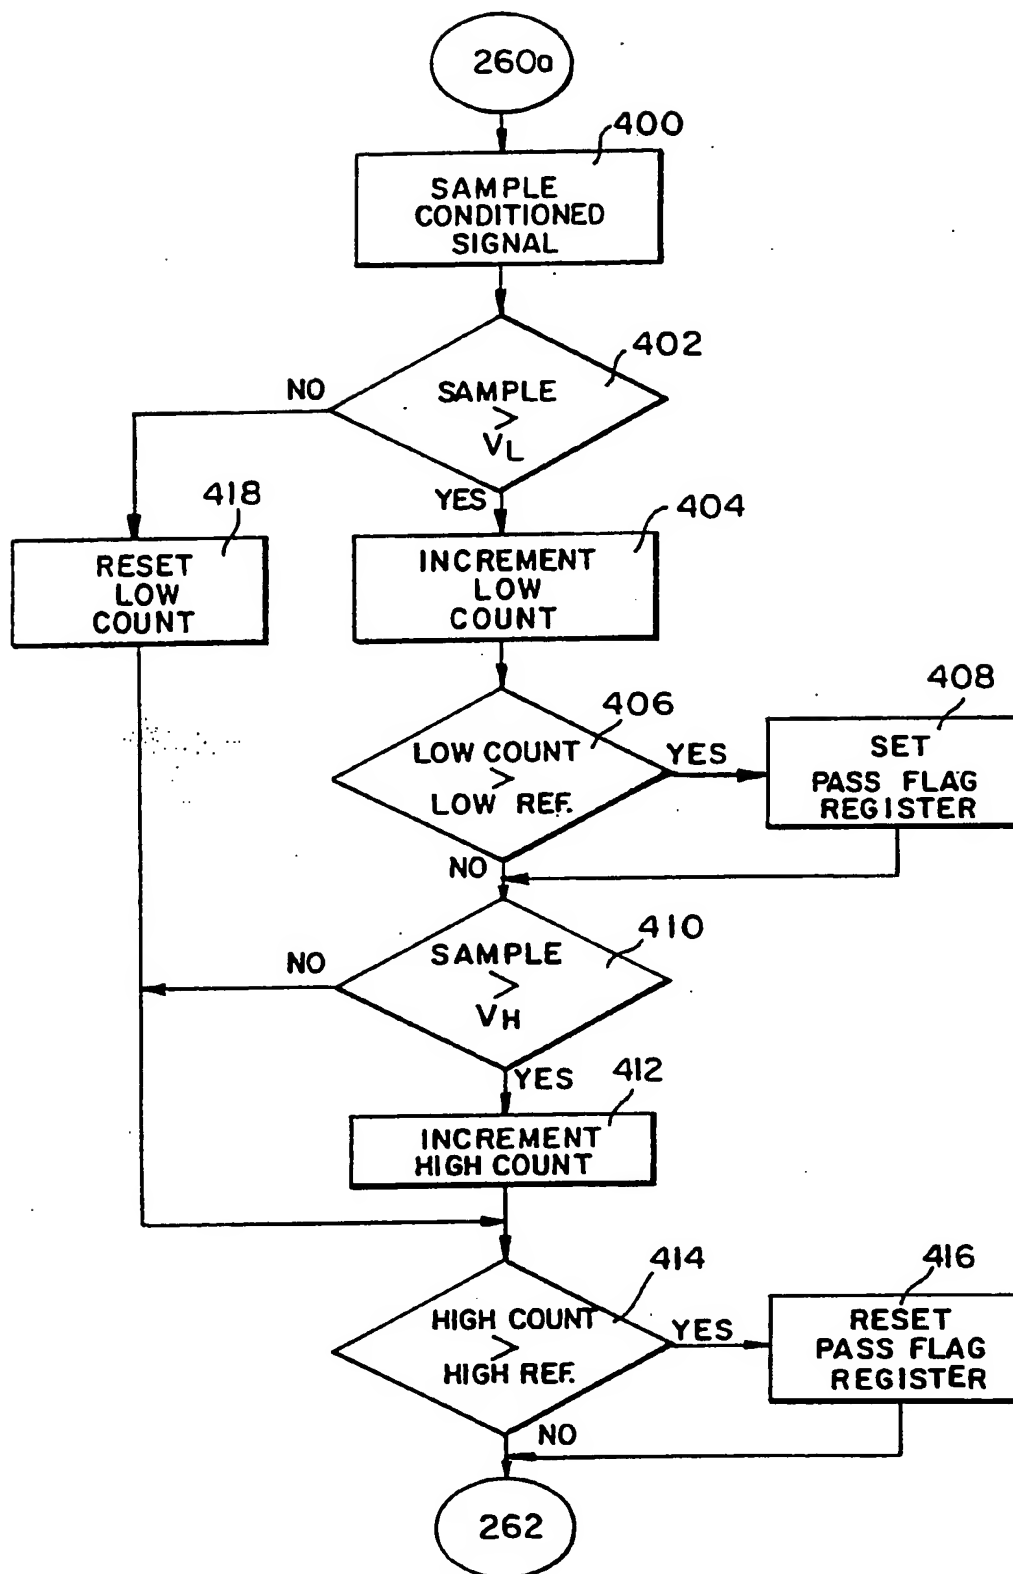 260a
400
SAMPLE
CONDITIONED
SIGNAL
402
NO
SAMPLE
>
VL
YES
418
404
RESET
LOW
COUNT
INCREMENT
LOW
COUNT
406
408
LOW COUNT
>
LOW REF.
YES
SET
PASS FLAG
REGISTER
NO
410
NO
SAMPLE
>
VH
YES
412
INCREMENT
HIGH COUNT
414
416
HIGH COUNT
>
HIGH REF.
YES
RESET
PASS FLAG
REGISTER
NO
262